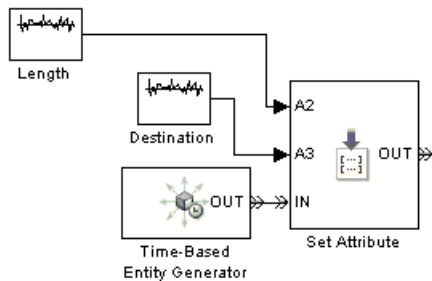 Length
Destination
A2
A3
OUT
[...]
OUT
IN
Time-Based
Entity Generator
Set Attribute